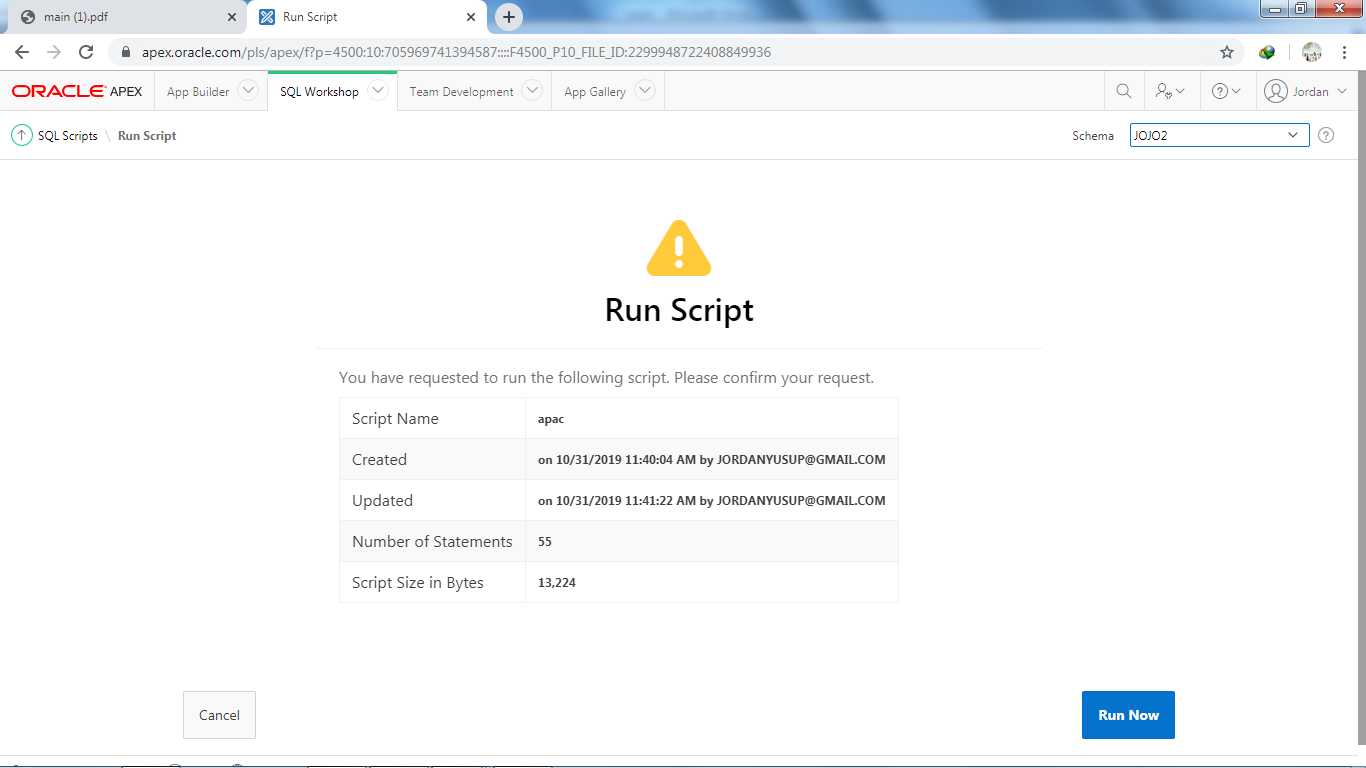 main (1).pdf
Run Script
apex.oracle.com/pls/apex/f?p=4500:10:705969741394587::::F4500_P10_FILE_ID:2299948722408849936
ORACLE APEX App Builder SQL Workshop Team Development App Gallery Jordan
SQL Scripts \ Run Script Schema JOJO2
Run Script
You have requested to run the following script. Please confirm your request.
Script Name apac
Created on 10/31/2019 11:40:04 AM by JORDANYUSUP@GMAIL.COM
Updated on 10/31/2019 11:41:22 AM by JORDANYUSUP@GMAIL.COM
Number of Statements 55
Script Size in Bytes 13,224
Cancel Run Now